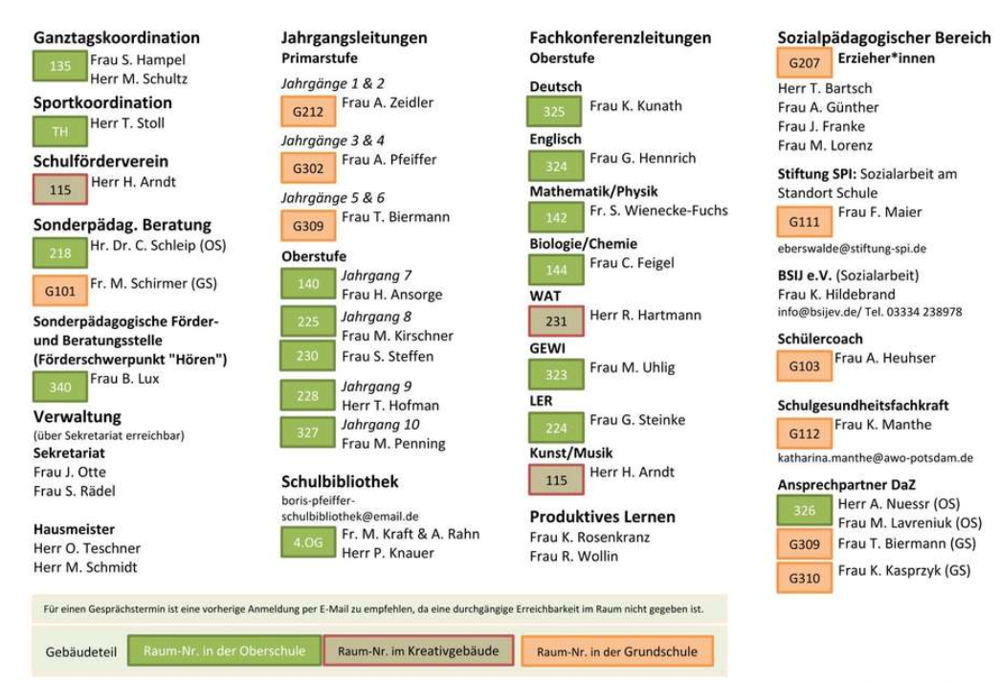 Ganztagskoordination
135
Frau S. Hampel
Herr M. Schultz
Sportkoordination
TH
Herr T. Stoll
Schulförderverein
115
Herr H. Arndt
Sonderpädag. Beratung
218
Hr. Dr. C. Schleip (OS)
G101
Fr. M. Schirmer (GS)
Sonderpädagogische Förder-
und Beratungsstelle
(Förderschwerpunkt "Hören")
340
Frau B. Lux
Verwaltung
(über Sekretariat erreichbar)
Sekretariat
Frau J. Otte
Frau S. Rädel
Hausmeister
Herr O. Teschner
Herr M. Schmidt
Jahrgangsleitungen
Primarstufe
Jahrgänge 1 & 2
G212
Frau A. Zeidler
Jahrgänge 3 & 4
G302
Frau A. Pfeiffer
Jahrgänge 5 & 6
G309
Frau T. Biermann
Oberstufe
140
Jahrgang 7
Frau H. Ansorge
225
Jahrgang 8
Frau M. Kirschner
230
Frau S. Steffen
228
Jahrgang 9
Herr T. Hofman
327
Jahrgang 10
Frau M. Penning
Schulbibliothek
boris-pfeiffer-
schulbibliothek@email.de
4.OG
Fr. M. Kraft & A. Rahn
Herr P. Knauer
Fachkonferenzleitungen
Oberstufe
Deutsch
325
Frau K. Kunath
Englisch
324
Frau G. Hennrich
Mathematik/Physik
142
Fr. S. Wienecke-Fuchs
Biologie/Chemie
144
Frau C. Feigel
WAT
231
Herr R. Hartmann
GEWI
323
Frau M. Uhlig
LER
224
Frau G. Steinke
Kunst/Musik
115
Herr H. Arndt
Produktives Lernen
Frau K. Rosenkranz
Frau R. Wollin
Sozialpädagogischer Bereich
G207
Erzieher*innen
Herr T. Bartsch
Frau A. Günther
Frau J. Franke
Frau M. Lorenz
Stiftung SPI: Sozialarbeit am
Standort Schule
G111
Frau F. Maier
eberswalde@stiftung-spi.de
BSIJ e.V. (Sozialarbeit)
Frau K. Hildebrand
info@bsijev.de/ Tel. 03334 238978
Schülercoach
G103
Frau A. Heuhser
Schulgesundheitsfachkraft
G112
Frau K. Manthe
katharina.manthe@awo-potsdam.de
Ansprechpartner DaZ
326
Herr A. Nuessr (OS)
Frau M. Lavreniuk (OS)
G309
Frau T. Biermann (GS)
G310
Frau K. Kasprzyk (GS)
Für einen Gesprächstermin ist eine vorherige Anmeldung per E-Mail zu empfehlen, da eine durchgängige Erreichbarkeit im Raum nicht gegeben ist.
Gebäudeteil
Raum-Nr. in der Oberschule
Raum-Nr. im Kreativgebäude
Raum-Nr. in der Grundschule